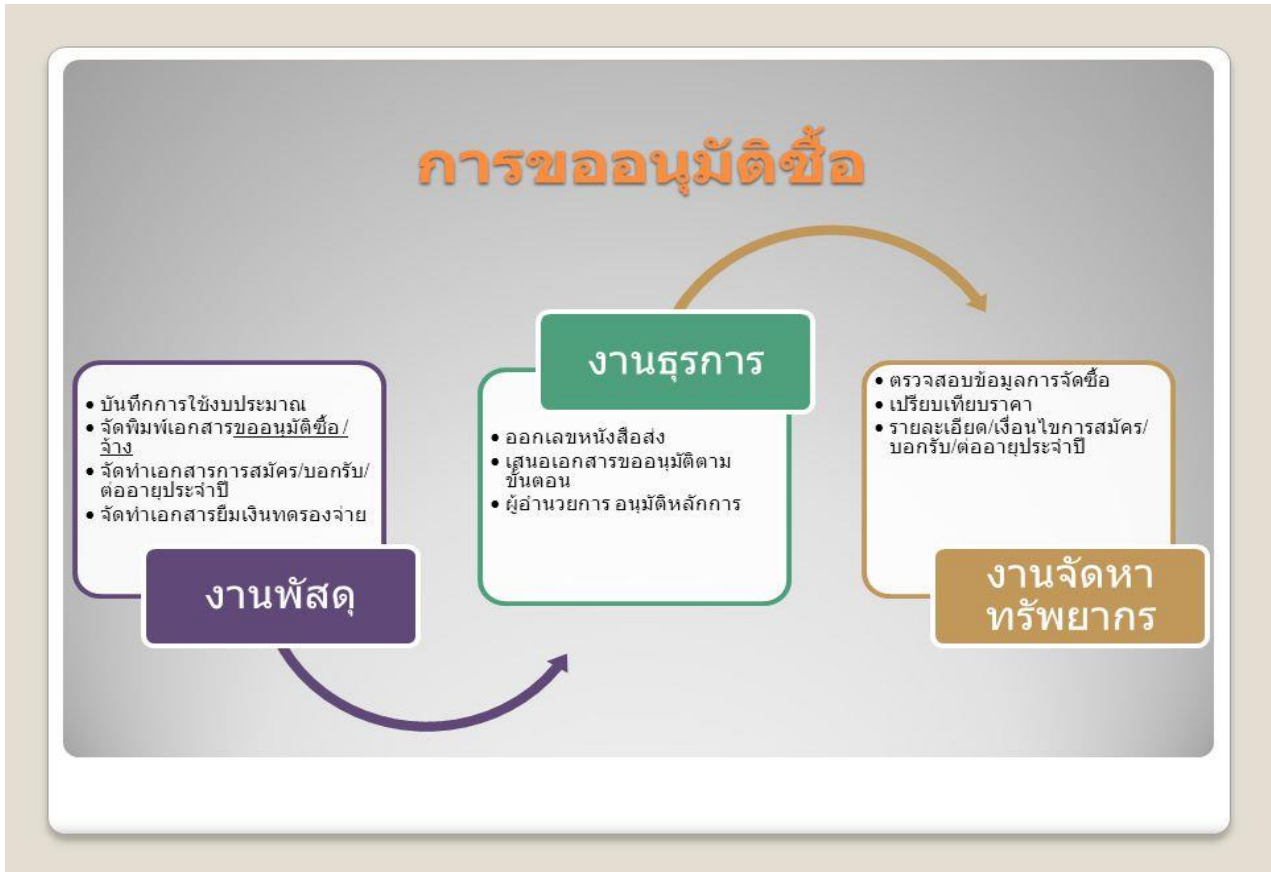 การขออนุมัติซื้อ
• บันทึกการใช้งบประมาณ
• จัดพิมพ์เอกสารขออนุมัติซื้อ/
จ้าง
• จัดทำเอกสารการสมัคร/บอกรับ/
ต่ออายุประจำปี
• จัดทำเอกสารยืมเงินทดรองจ่าย
งานพัสดุ
งานธุรการ
• ออกเลขหนังสือส่ง
• เสนอเอกสารขออนุมัติตาม
ขั้นตอน
• ผู้อำนวยการ อนุมัติหลักการ
• ตรวจสอบข้อมูลการจัดซื้อ
• เปรียบเทียบราคา
• รายละเอียด/เงื่อนไขการสมัคร/
บอกรับ/ต่ออายุประจำปี
งานจัดหา
ทรัพยากร